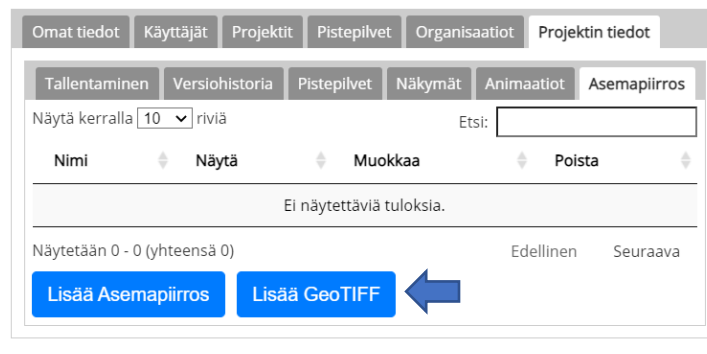 Omat tiedot Käyttäjät Projektit Pistepilvet Organisaatiot Projektin tiedot
Tallentaminen Versiohistoria Pistepilvet Näkymät Animaatiot Asemapiirros
Näytä kerralla 10 riviä Etsi:
Nimi Näytä Muokkaa Poista
Ei näytettäviä tuloksia.
Näytetään 0 - 0 (yhteensä 0) Edellinen Seuraava
Lisää Asemapiirros Lisää GeoTIFF